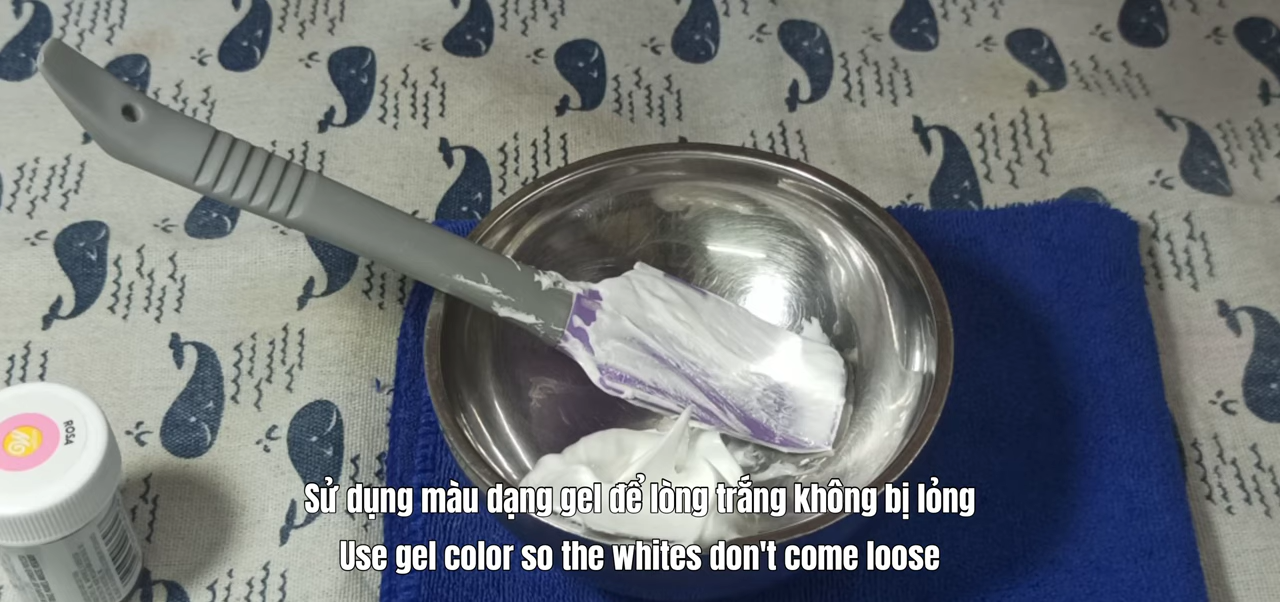 ROSA
Sử dụng màu dạng gel để lòng trắng không bị lỏng
Use gel color so the whites don't come loose